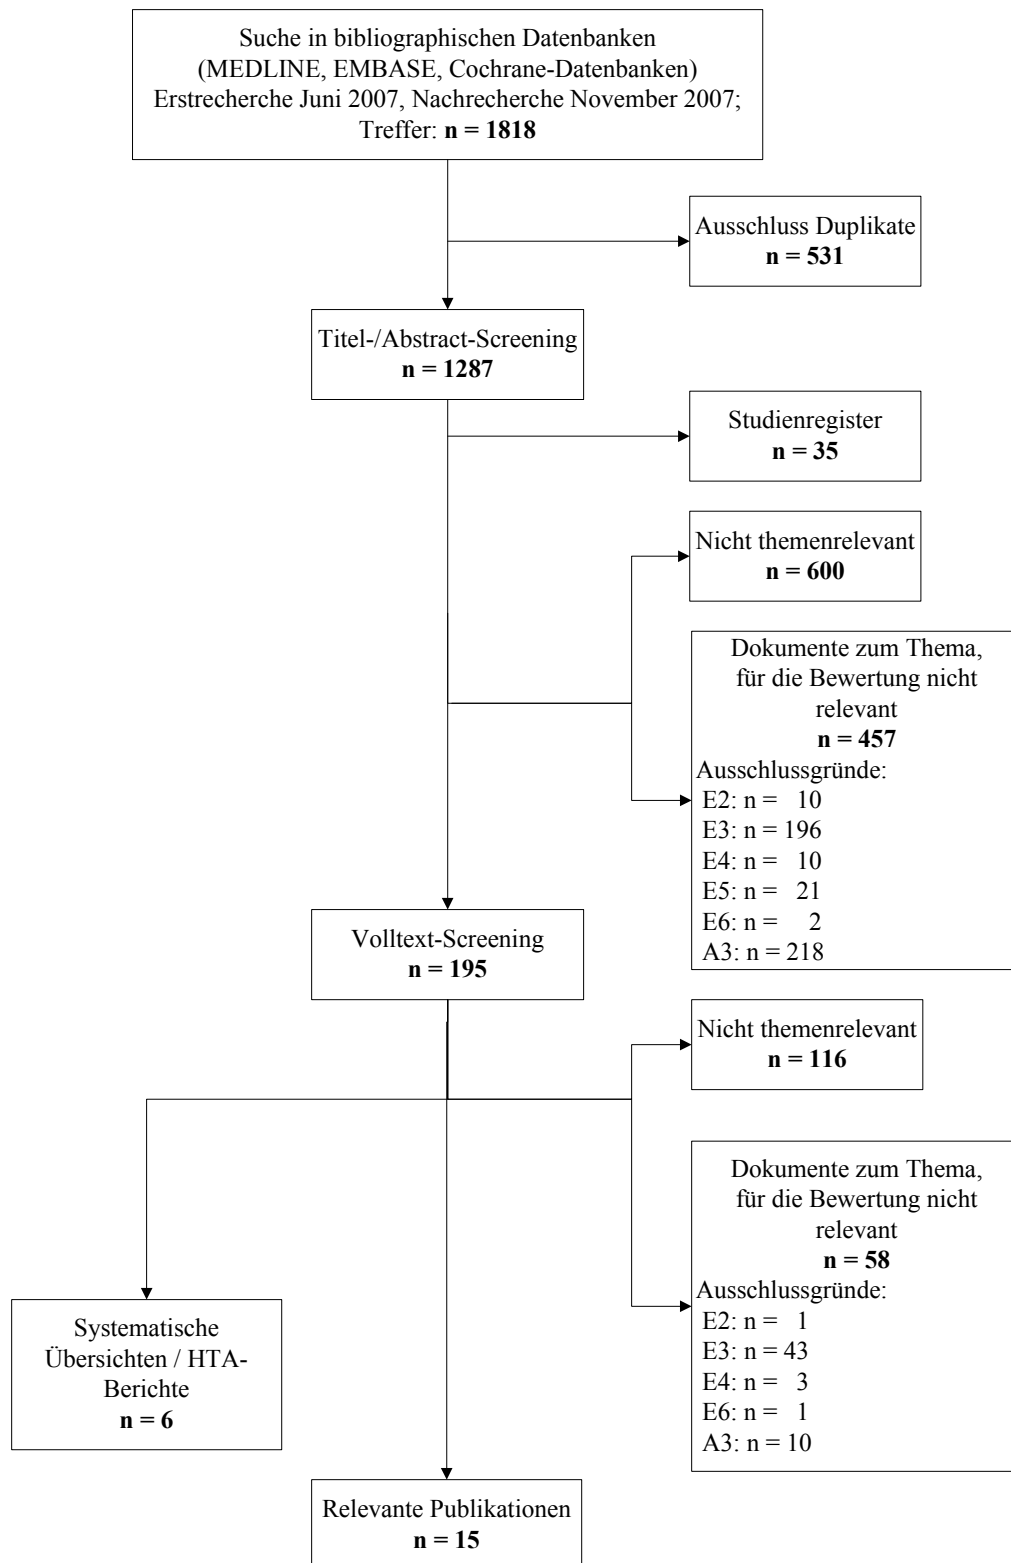 Suche in bibliographischen Datenbanken
(MEDLINE, EMBASE, Cochrane-Datenbanken)
Erstrecherche Juni 2007, Nachrecherche November 2007;
Treffer: n = 1818
Ausschluss Duplikate
n = 531
Titel-/Abstract-Screening
n = 1287
Studienregister
n = 35
Nicht themenrelevant
n = 600
Dokumente zum Thema,
für die Bewertung nicht
relevant
n = 457
Ausschlussgründe:
E2: n = 10
E3: n = 196
E4: n = 10
E5: n = 21
E6: n = 2
A3: n = 218
Volltext-Screening
n = 195
Nicht themenrelevant
n = 116
Dokumente zum Thema,
für die Bewertung nicht
relevant
n = 58
Ausschlussgründe:
E2: n = 1
E3: n = 43
E4: n = 3
E6: n = 1
A3: n = 10
Systematische
Übersichten / HTA-
Berichte
n = 6
Relevante Publikationen
n = 15